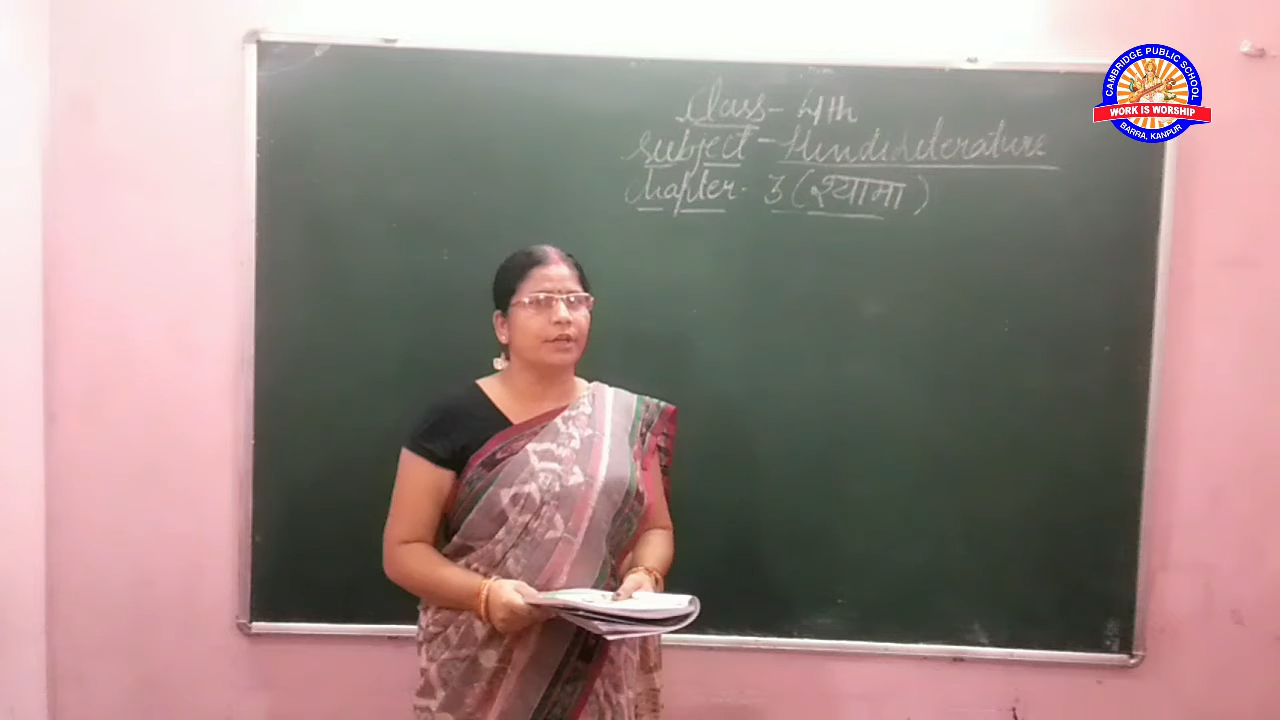 Class - 4th
Subject - Hindi Literature
Chapter - 3 (श्यामा)
CAMBRIDGE PUBLIC SCHOOL
WORK IS WORSHIP
BARRA, KANPUR